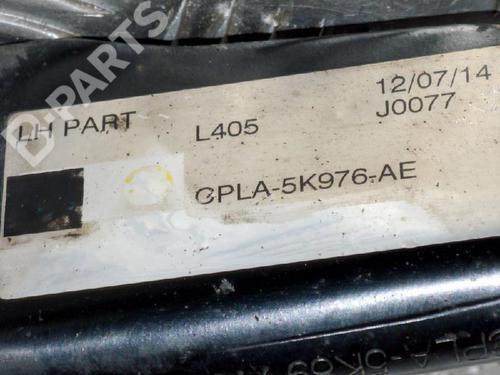 B-PARTS
LH PART L405 12/07/14
J0077
CPLA-5K976-AE